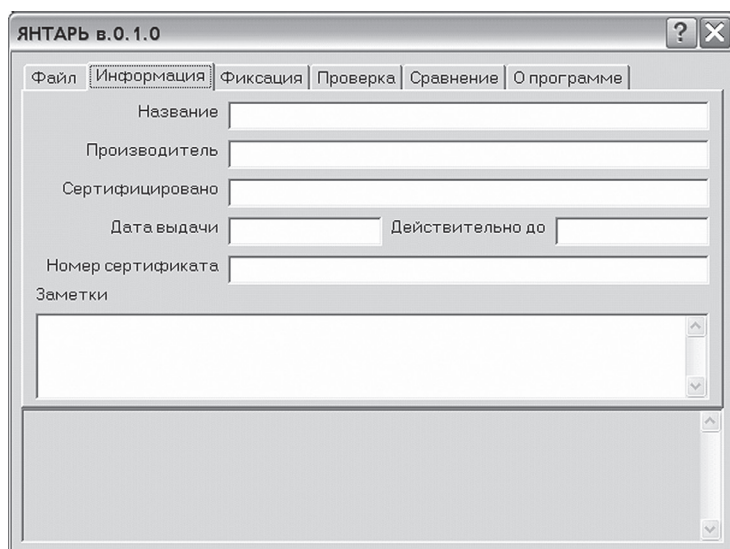 ЯНТАРЬ в.0.1.0
Файл Информация Фиксация Проверка Сравнение О программе
Название
Производитель
Сертифицировано
Дата выдачи Действительно до
Номер сертификата
Заметки